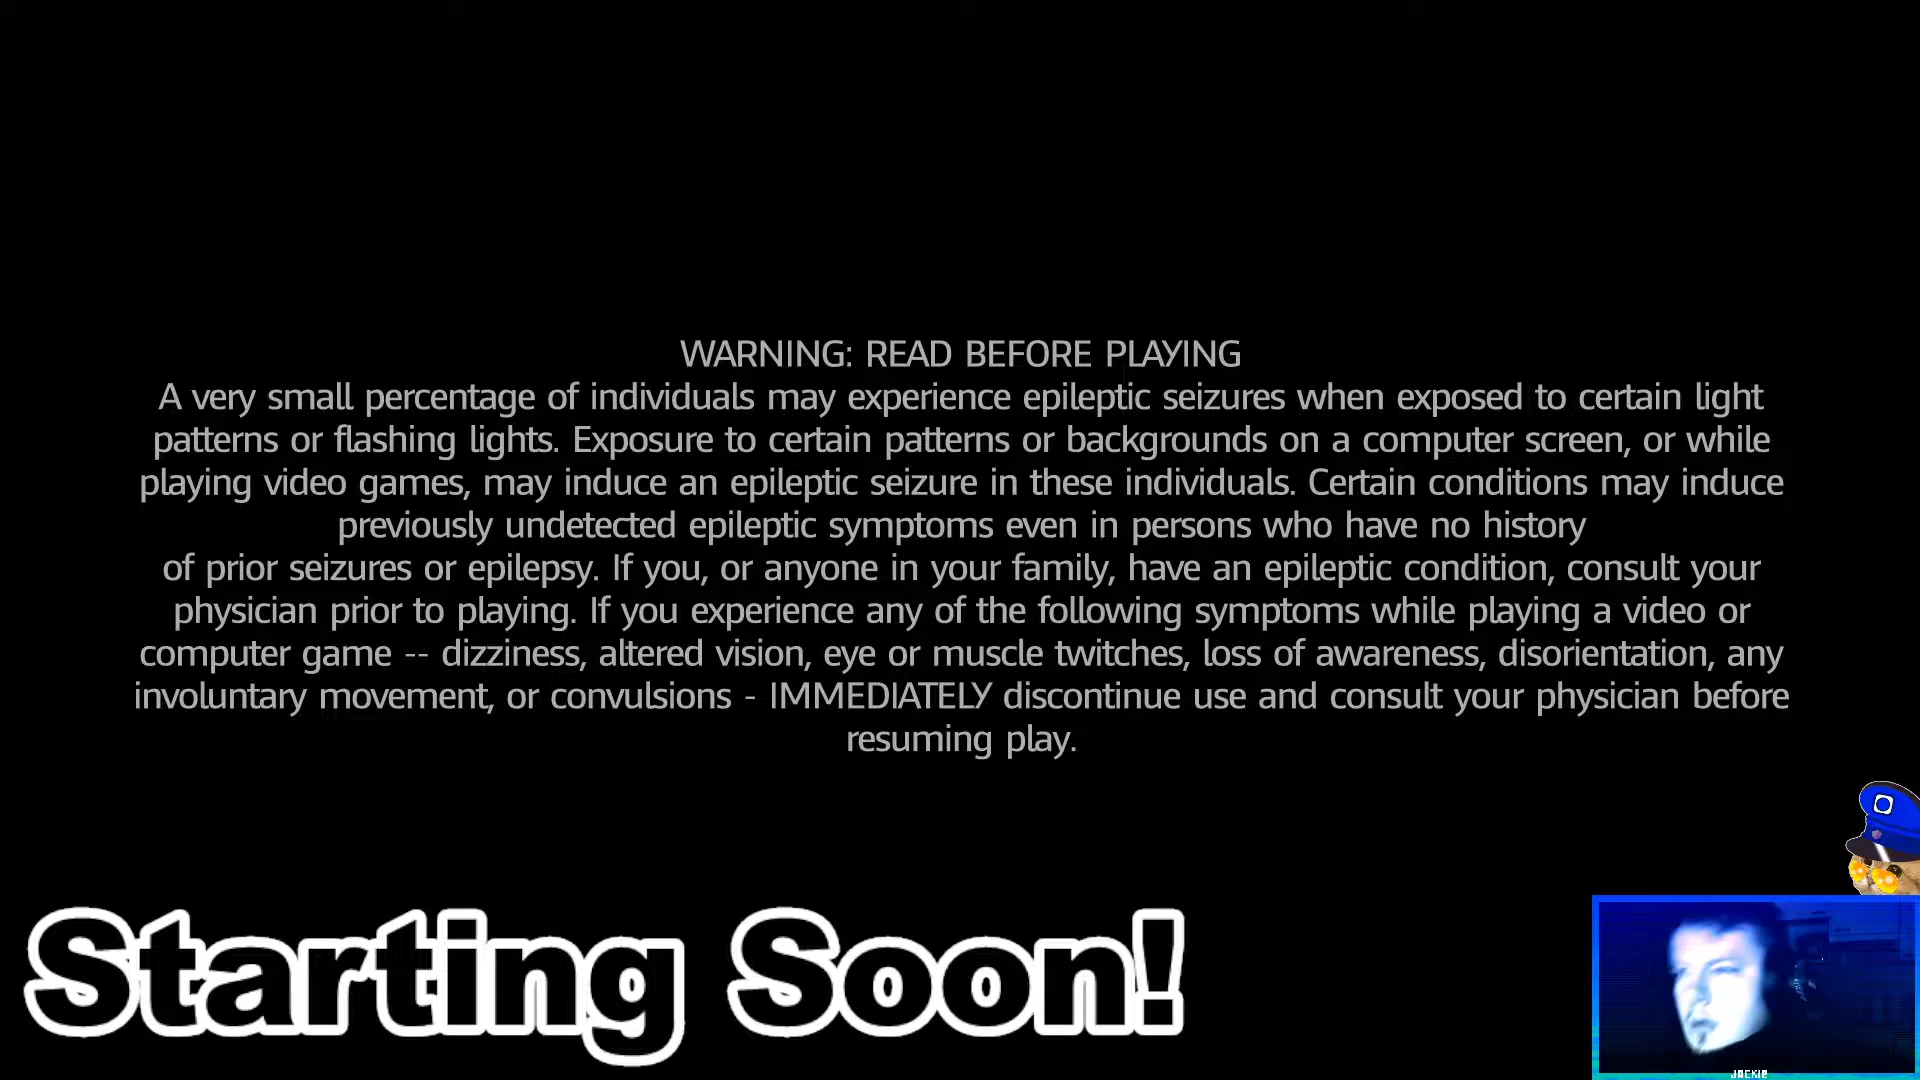 WARNING: READ BEFORE PLAYING
A very small percentage of individuals may experience epileptic seizures when exposed to certain light
patterns or flashing lights. Exposure to certain patterns or backgrounds on a computer screen, or while
playing video games, may induce an epileptic seizure in these individuals. Certain conditions may induce
previously undetected epileptic symptoms even in persons who have no history
of prior seizures or epilepsy. If you, or anyone in your family, have an epileptic condition, consult your
physician prior to playing. If you experience any of the following symptoms while playing a video or
computer game -- dizziness, altered vision, eye or muscle twitches, loss of awareness, disorientation, any
involuntary movement, or convulsions - IMMEDIATELY discontinue use and consult your physician before
resuming play.
Starting Soon!
JACKIE